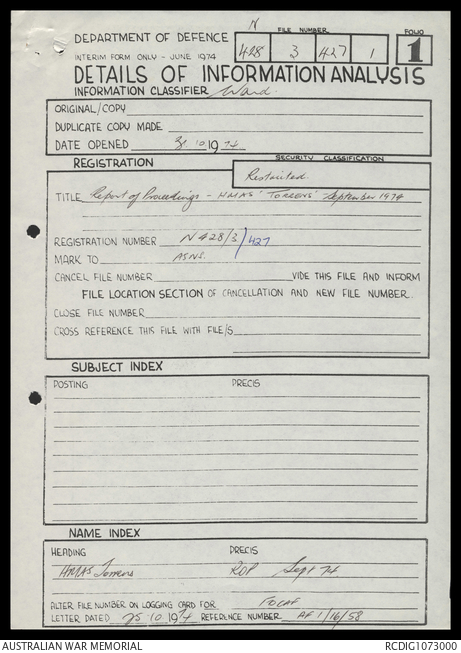 N
DEPARTMENT OF DEFENCE
FILE NUMBER
FOLIO
428 3 427 1
1
INTERIM FORM ONLY - JUNE 1974
DETAILS OF INFORMATION ANALYSIS
INFORMATION CLASSIFIER Ward
ORIGINAL/COPY
DUPLICATE COPY MADE
DATE OPENED 31 10 1974
REGISTRATION
SECURITY CLASSIFICATION
Restricted
TITLE Report of Proceedings - HMAS "TORRENS" September 1974
REGISTRATION NUMBER N428/3/427
MARK TO ASNS.
CANCEL FILE NUMBER VIDE THIS FILE AND INFORM
FILE LOCATION SECTION OF CANCELLATION AND NEW FILE NUMBER
CLOSE FILE NUMBER
CROSS REFERENCE THIS FILE WITH FILE/S
SUBJECT INDEX
POSTING PRECIS
NAME INDEX
HEADING PRECIS
HMAS Torrens ROP Sept 74
ALTER FILE NUMBER ON LOGGING CARD FOR FOCAF
LETTER DATED 25 10 1974 REFERENCE NUMBER AF 1/16/58
AUSTRALIAN WAR MEMORIAL
RCDIG1073000